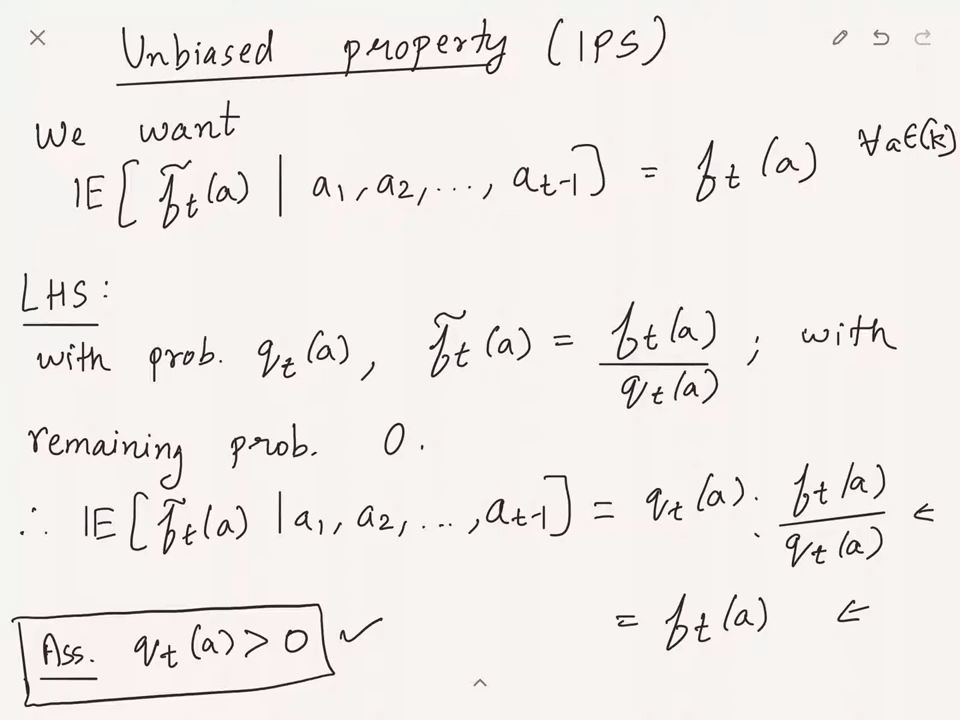 Unbiased property (IPS)
We want
𝔼[f̃ₜ(a) | a₁, a₂, ..., aₜ₋₁] = fₜ(a) ∀a∈[k]
LHS:
with prob. qₜ(a), f̃ₜ(a) = fₜ(a) / qₜ(a) ; with
remaining prob. 0.
∴ 𝔼[f̃ₜ(a) | a₁, a₂, ..., aₜ₋₁] = qₜ(a) · fₜ(a) / qₜ(a) ←
= fₜ(a) ←
Ass. qₜ(a) > 0 ✓